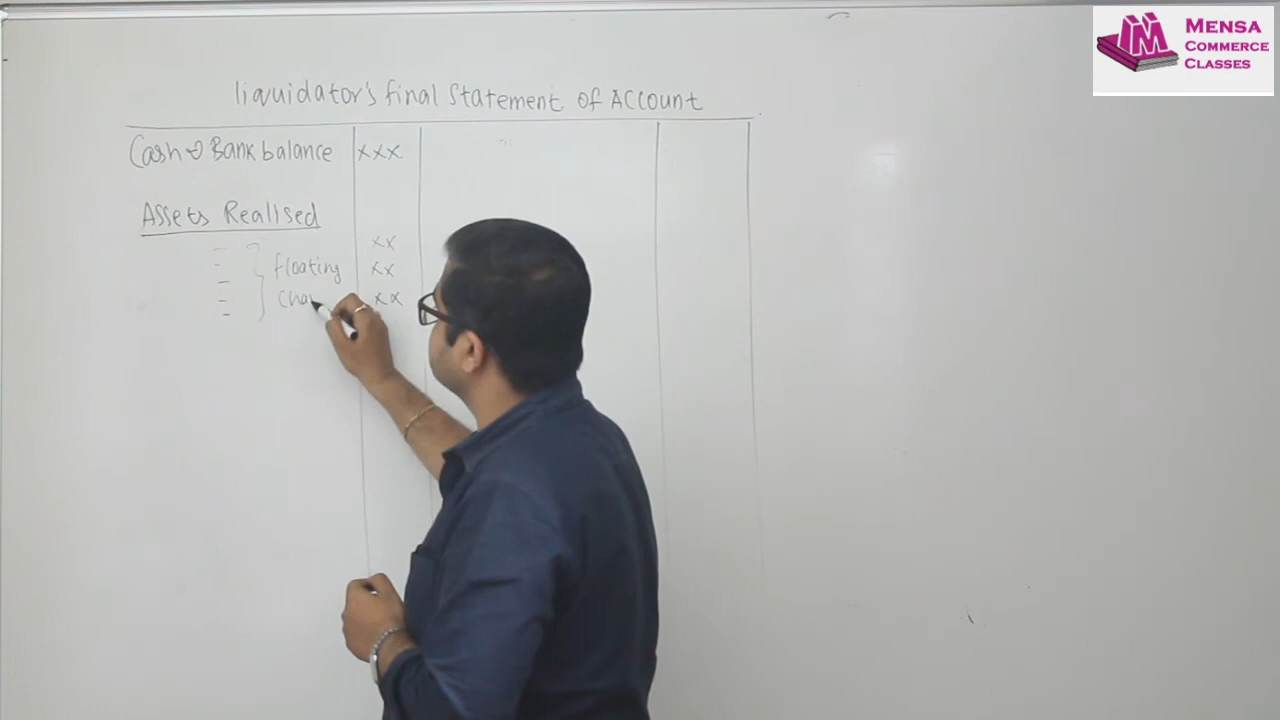 MENSA
COMMERCE
CLASSES
liquidator's final Statement of Account
Cash & Bank balance xxx
Assets Realised
xx
floating xx
Cha xx